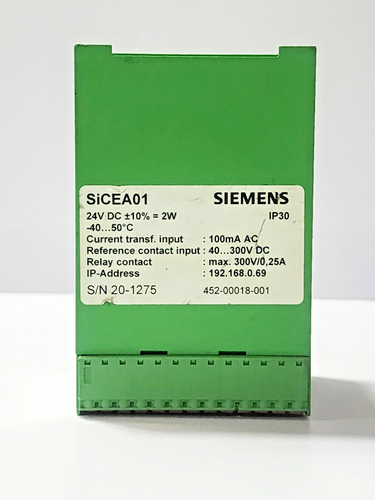 SiCEA01 SIEMENS
24V DC ±10% = 2W IP30
-40...50°C
Current transf. input : 100mA AC
Reference contact input : 40...300V DC
Relay contact : max. 300V/0,25A
IP-Address : 192.168.0.69
S/N 20-1275 452-00018-001